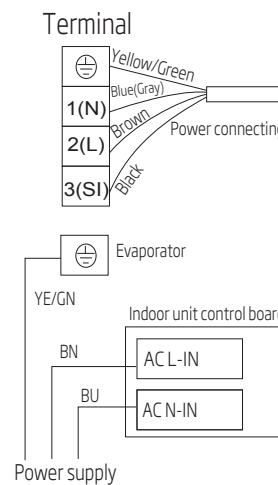 Terminal
Yellow/Green
Blue(Gray)
1(N)
Brown
2(L)
Power connecting
Black
3(SI)
Evaporator
YE/GN
Indoor unit control board
BN
AC L-IN
BU
AC N-IN
Power supply